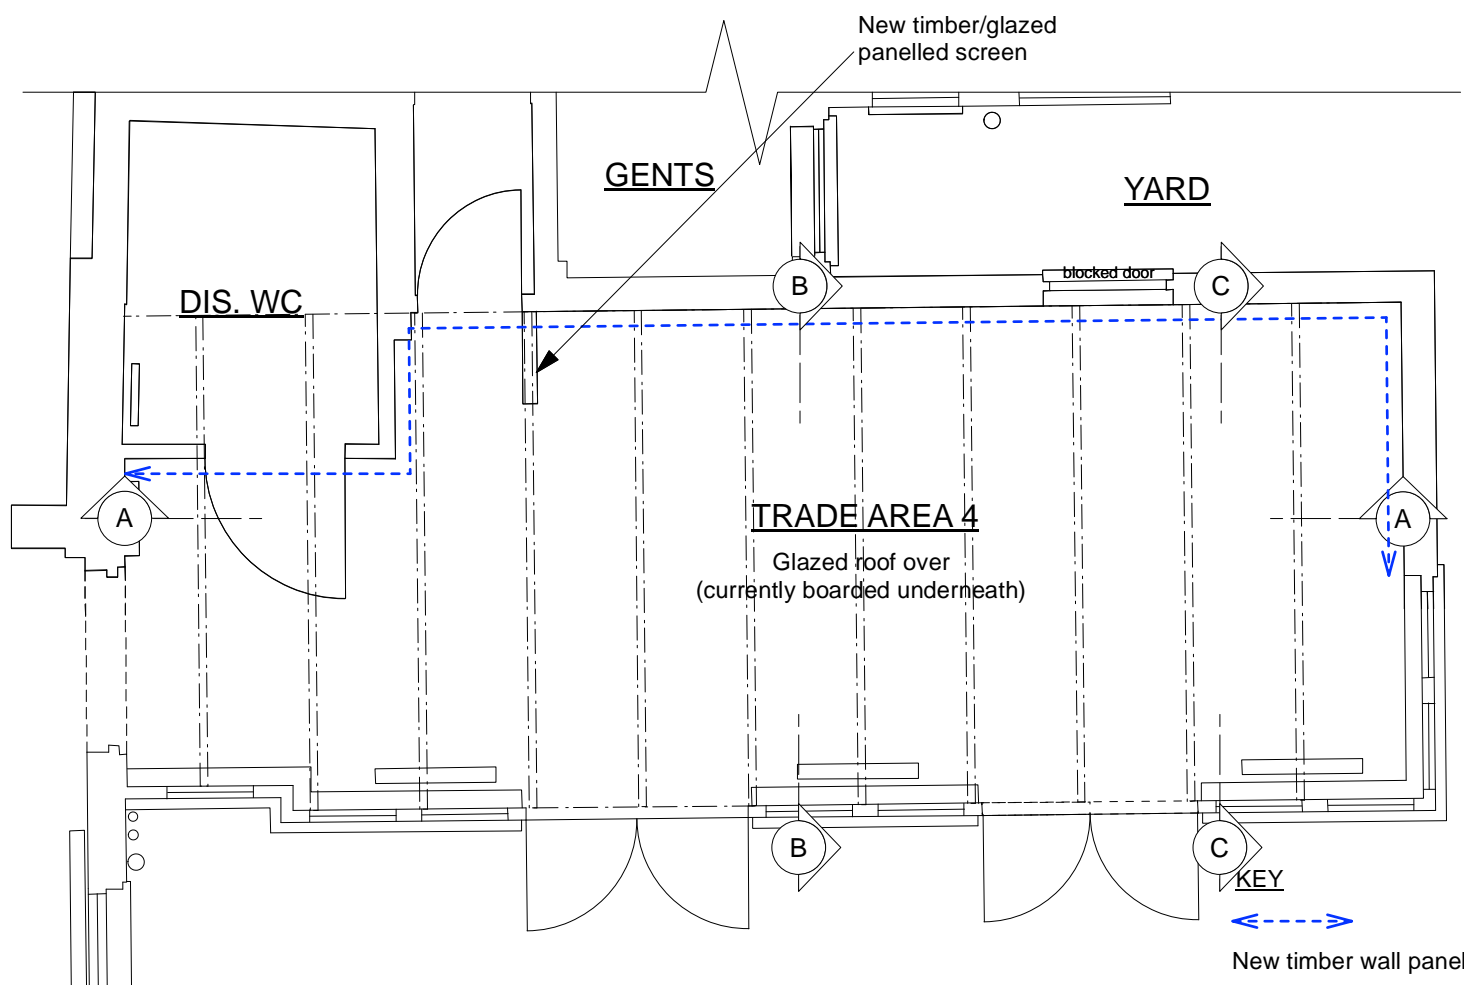 New timber/glazed
panelled screen
GENTS
YARD
B
blocked door
C
DIS. WC
A
TRADE AREA 4
A
Glazed roof over
(currently boarded underneath)
B
C
KEY
New timber wall panel